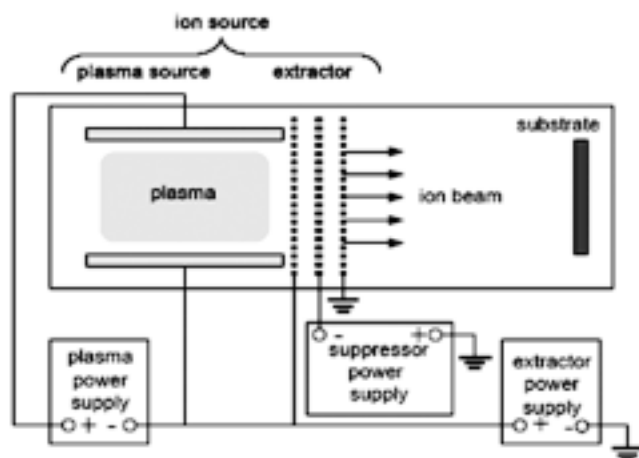 ion source
plasma source
extractor
substrate
plasma
ion beam
- +
suppressor
power
supply
plasma
power
supply
+ -
extractor
power
supply
+ -